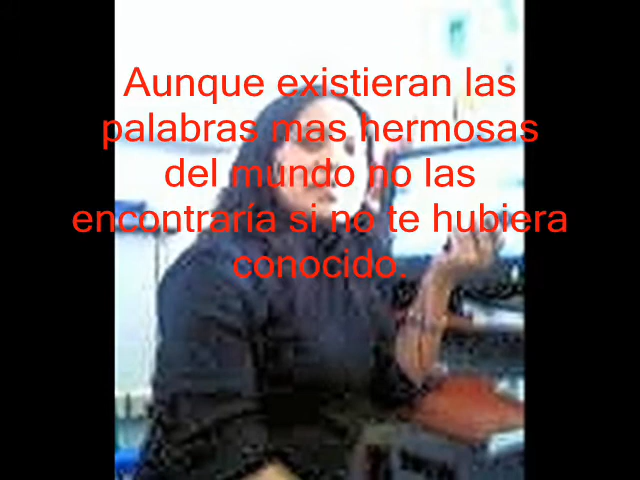 Aunque existieran las
palabras mas hermosas
del mundo no las
encontraría si no te hubiera
conocido.